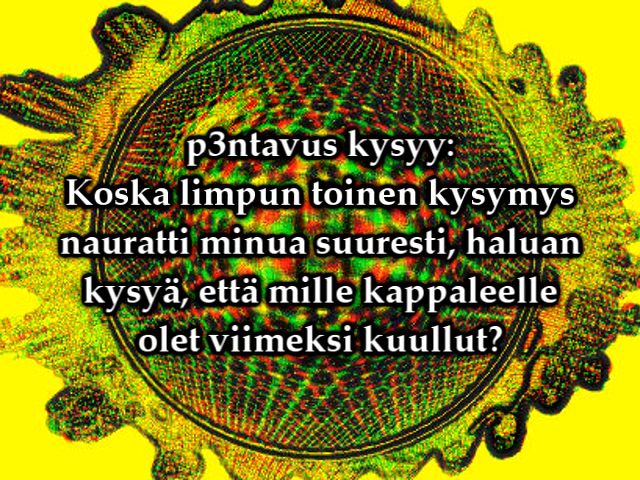 p3ntavus kysyy:
Koska limpun toinen kysymys
nauratti minua suuresti, haluan
kysyä, että mille kappaleelle
olet viimeksi kuullut?